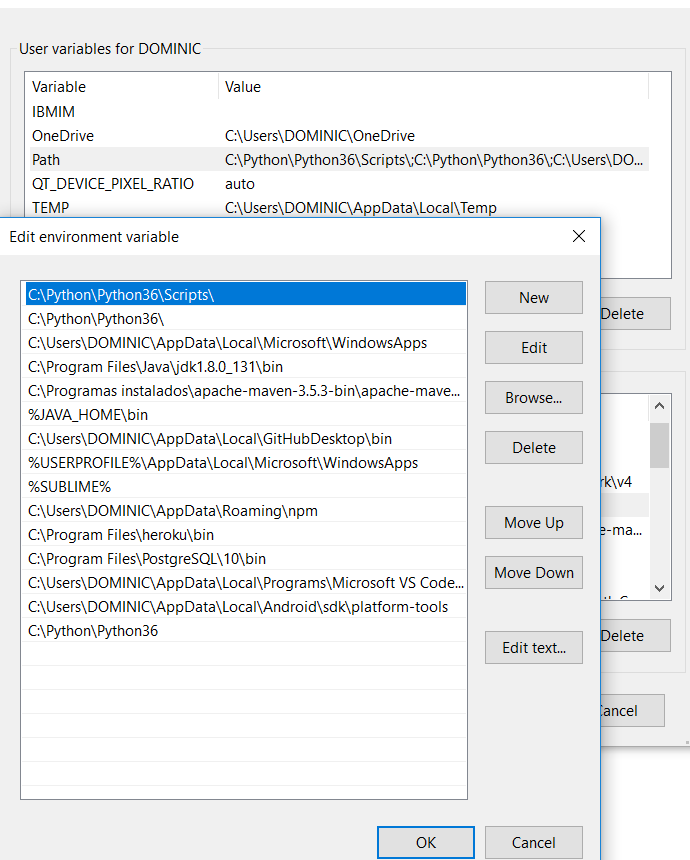 User variables for DOMINIC
Variable Value
IBMIM
OneDrive C:\Users\DOMINIC\OneDrive
Path C:\Python\Python36\Scripts\;C:\Python\Python36\;C:\Users\DO...
QT_DEVICE_PIXEL_RATIO auto
TEMP C:\Users\DOMINIC\AppData\Local\Temp
Edit environment variable
C:\Python\Python36\Scripts\
C:\Python\Python36\
C:\Users\DOMINIC\AppData\Local\Microsoft\WindowsApps
C:\Program Files\Java\jdk1.8.0_131\bin
C:\Programas instalados\apache-maven-3.5.3-bin\apache-mave...
%JAVA_HOME\bin
C:\Users\DOMINIC\AppData\Local\GitHubDesktop\bin
%USERPROFILE%\AppData\Local\Microsoft\WindowsApps
%SUBLIME%
C:\Users\DOMINIC\AppData\Roaming\npm
C:\Program Files\heroku\bin
C:\Program Files\PostgreSQL\10\bin
C:\Users\DOMINIC\AppData\Local\Programs\Microsoft VS Code...
C:\Users\DOMINIC\AppData\Local\Android\sdk\platform-tools
C:\Python\Python36
New
Edit
Browse...
Delete
Move Up
Move Down
Edit text...
OK
Cancel
Delete
rk\v4
e-ma...
Delete
Cancel